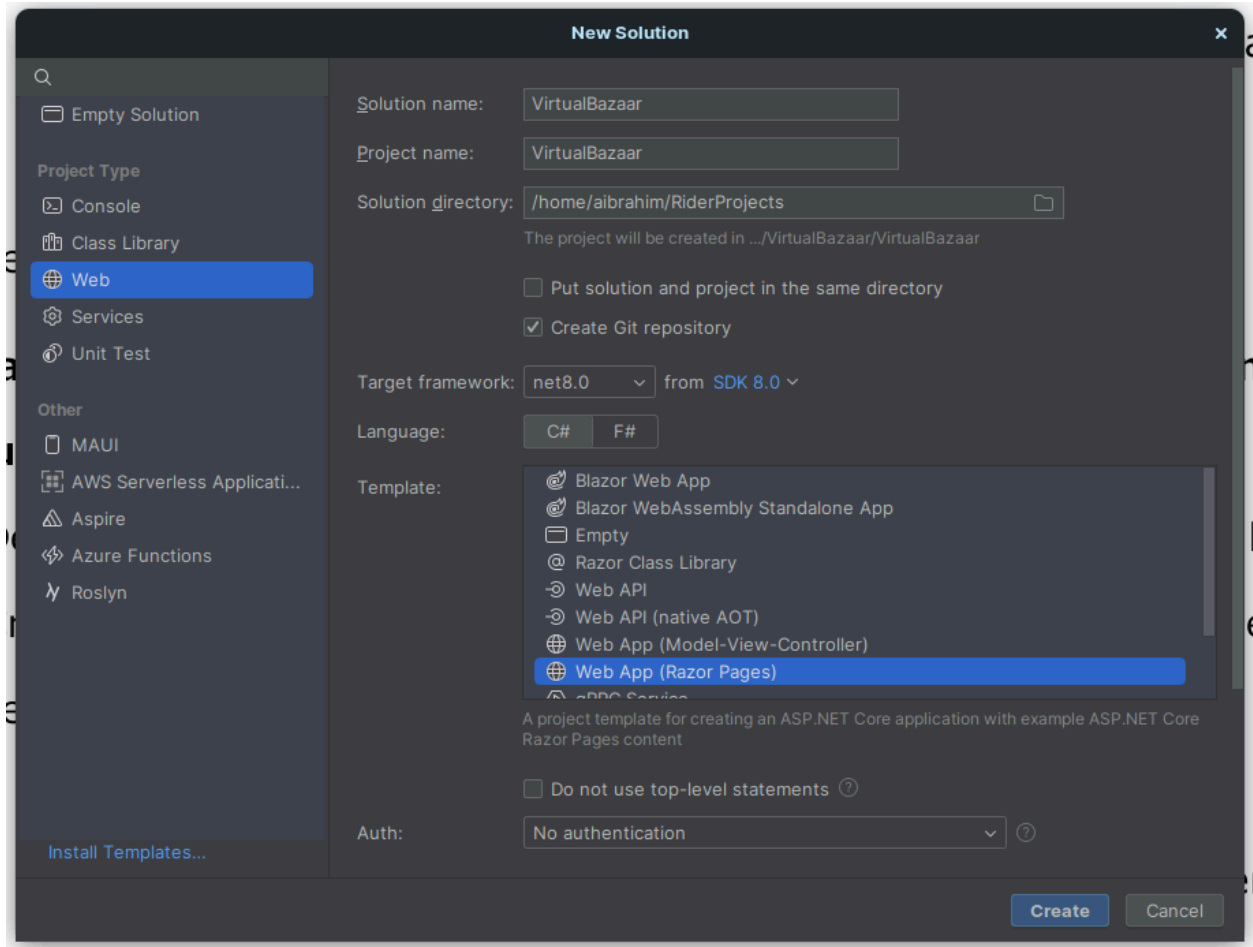 New Solution
Empty Solution
Project Type
Console
Class Library
Web
Services
Unit Test
Other
MAUI
AWS Serverless Applicati...
Aspire
Azure Functions
Roslyn
Install Templates...
Solution name: VirtualBazaar
Project name: VirtualBazaar
Solution directory: /home/aibrahim/RiderProjects
The project will be created in .../VirtualBazaar/VirtualBazaar
Put solution and project in the same directory
Create Git repository
Target framework: net8.0 from SDK 8.0
Language: C# F#
Template:
Blazor Web App
Blazor WebAssembly Standalone App
Empty
Razor Class Library
Web API
Web API (native AOT)
Web App (Model-View-Controller)
Web App (Razor Pages)
gRPC Service
A project template for creating an ASP.NET Core application with example ASP.NET Core
Razor Pages content
Do not use top-level statements
Auth: No authentication
Create Cancel